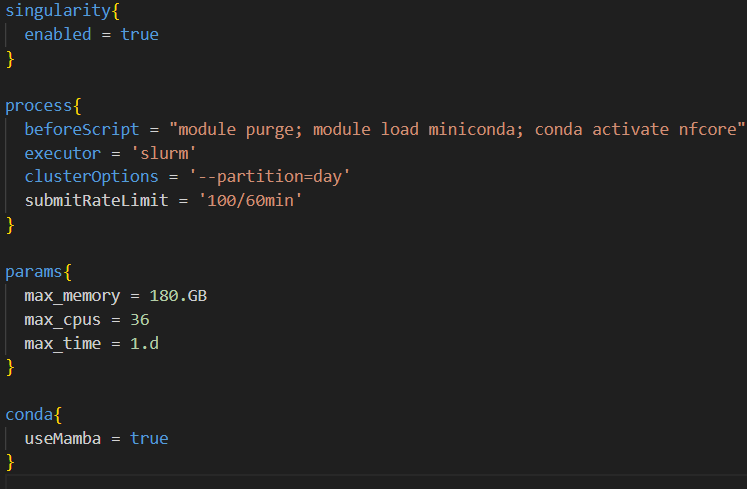 singularity{
  enabled = true
}

process{
  beforeScript = "module purge; module load miniconda; conda activate nfcore"
  executor = 'slurm'
  clusterOptions = '--partition=day'
  submitRateLimit = '100/60min'
}

params{
  max_memory = 180.GB
  max_cpus = 36
  max_time = 1.d
}

conda{
  useMamba = true
}